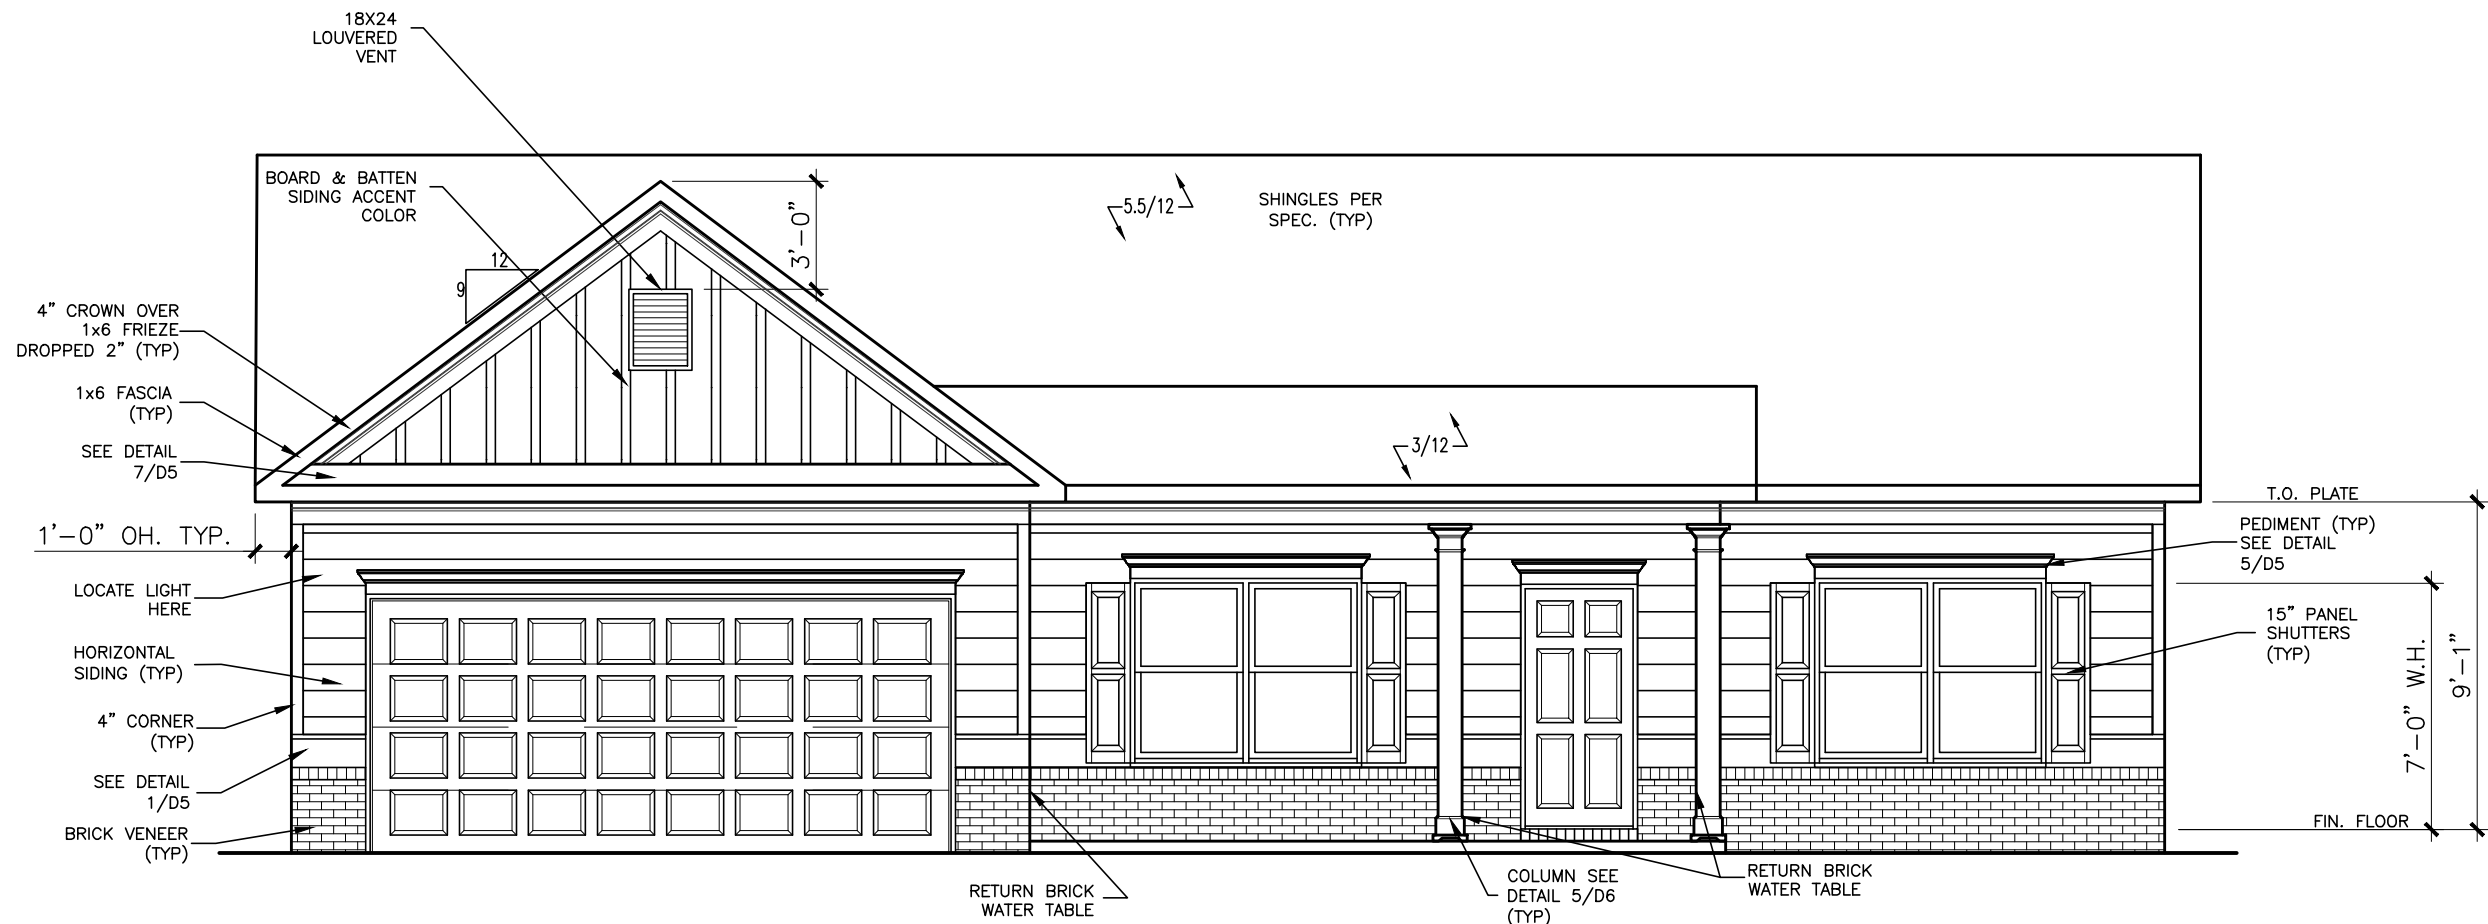 18X24
LOUVERED
VENT
BOARD & BATTEN
SIDING ACCENT
COLOR
3'-0"
5.5/12
SHINGLES PER
SPEC. (TYP)
12
9
4" CROWN OVER
1x6 FRIEZE
DROPPED 2" (TYP)
1x6 FASCIA
(TYP)
SEE DETAIL
7/D5
3/12
1'-0" OH. TYP.
T.O. PLATE
PEDIMENT (TYP)
SEE DETAIL
5/D5
LOCATE LIGHT
HERE
15" PANEL
SHUTTERS
(TYP)
HORIZONTAL
SIDING (TYP)
7'-0" W.H.
9'-1"
4" CORNER
(TYP)
SEE DETAIL
1/D5
BRICK VENEER
(TYP)
FIN. FLOOR
RETURN BRICK
WATER TABLE
COLUMN SEE
DETAIL 5/D6
(TYP)
RETURN BRICK
WATER TABLE